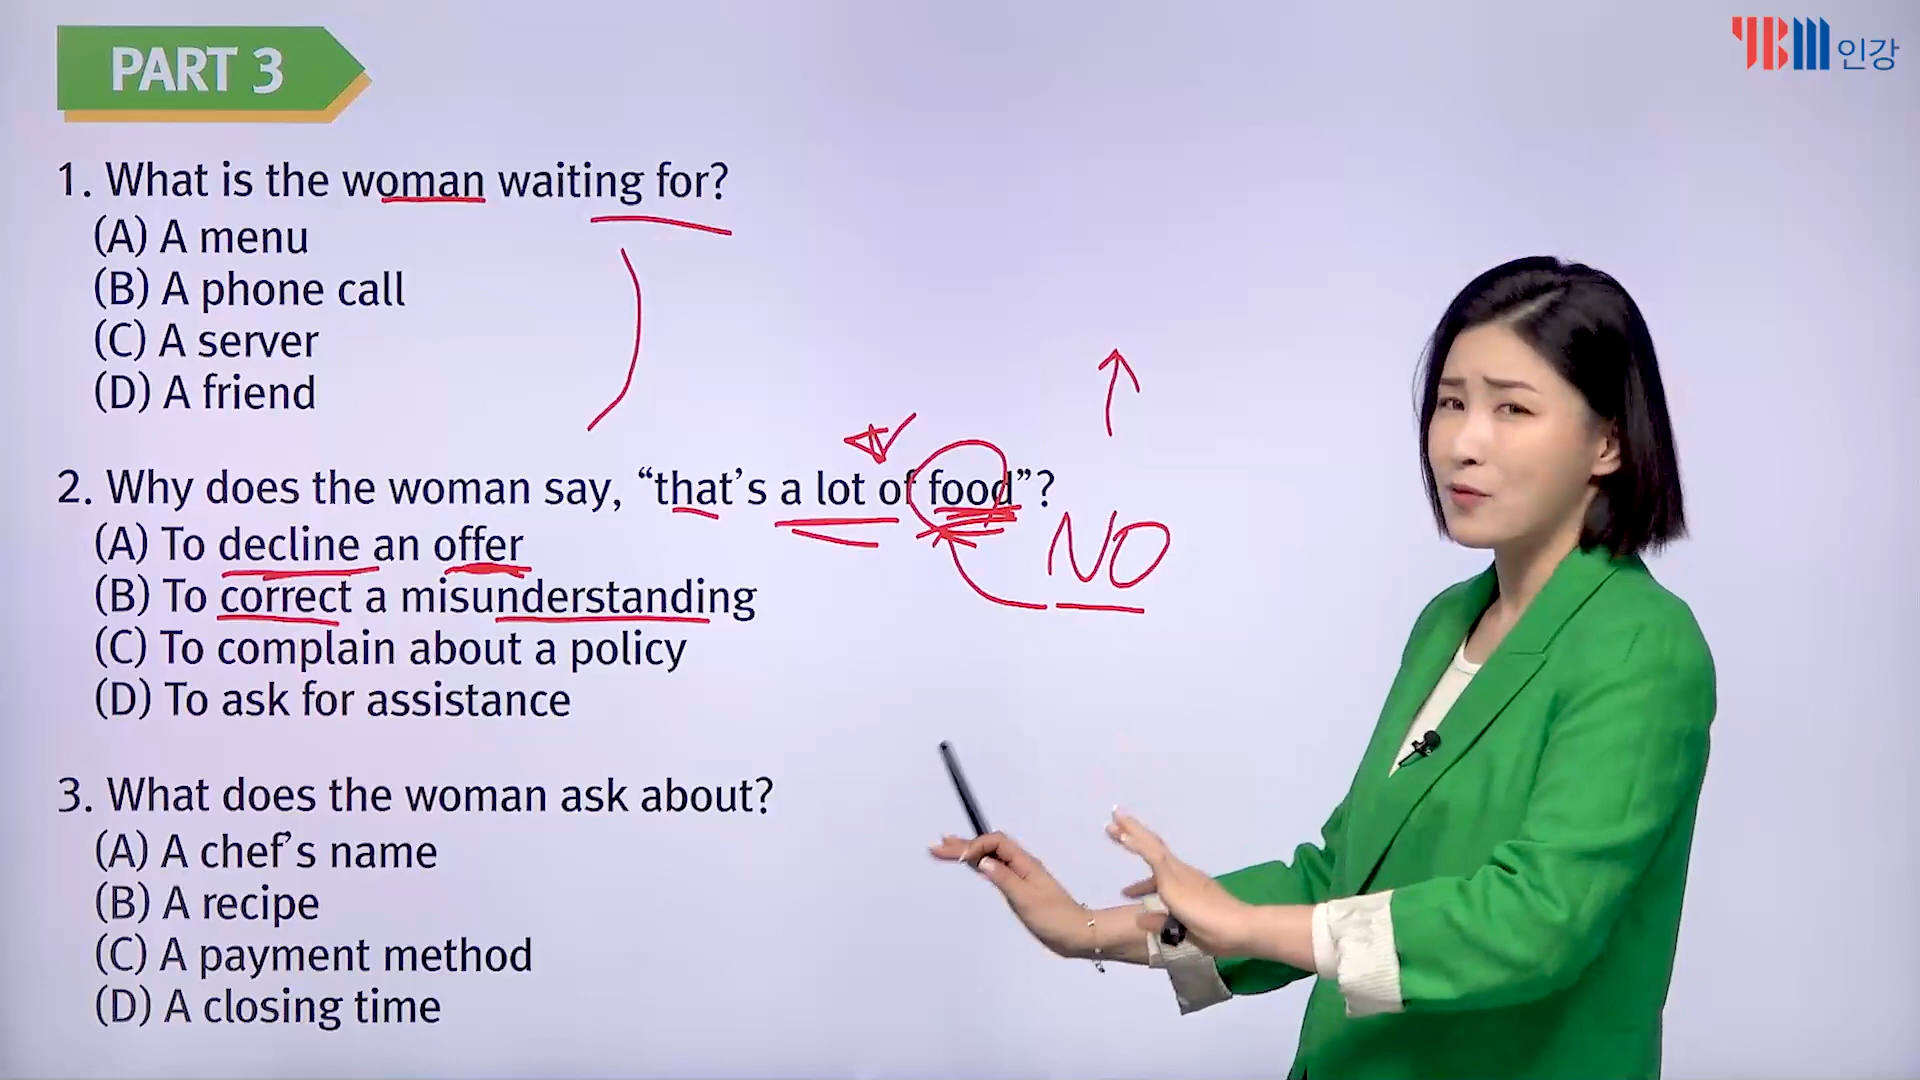 PART 3
YBM 인강
1. What is the woman waiting for?
(A) A menu
(B) A phone call
(C) A server
(D) A friend
2. Why does the woman say, “that’s a lot of food”?
(A) To decline an offer
NO
(B) To correct a misunderstanding
(C) To complain about a policy
(D) To ask for assistance
3. What does the woman ask about?
(A) A chef’s name
(B) A recipe
(C) A payment method
(D) A closing time